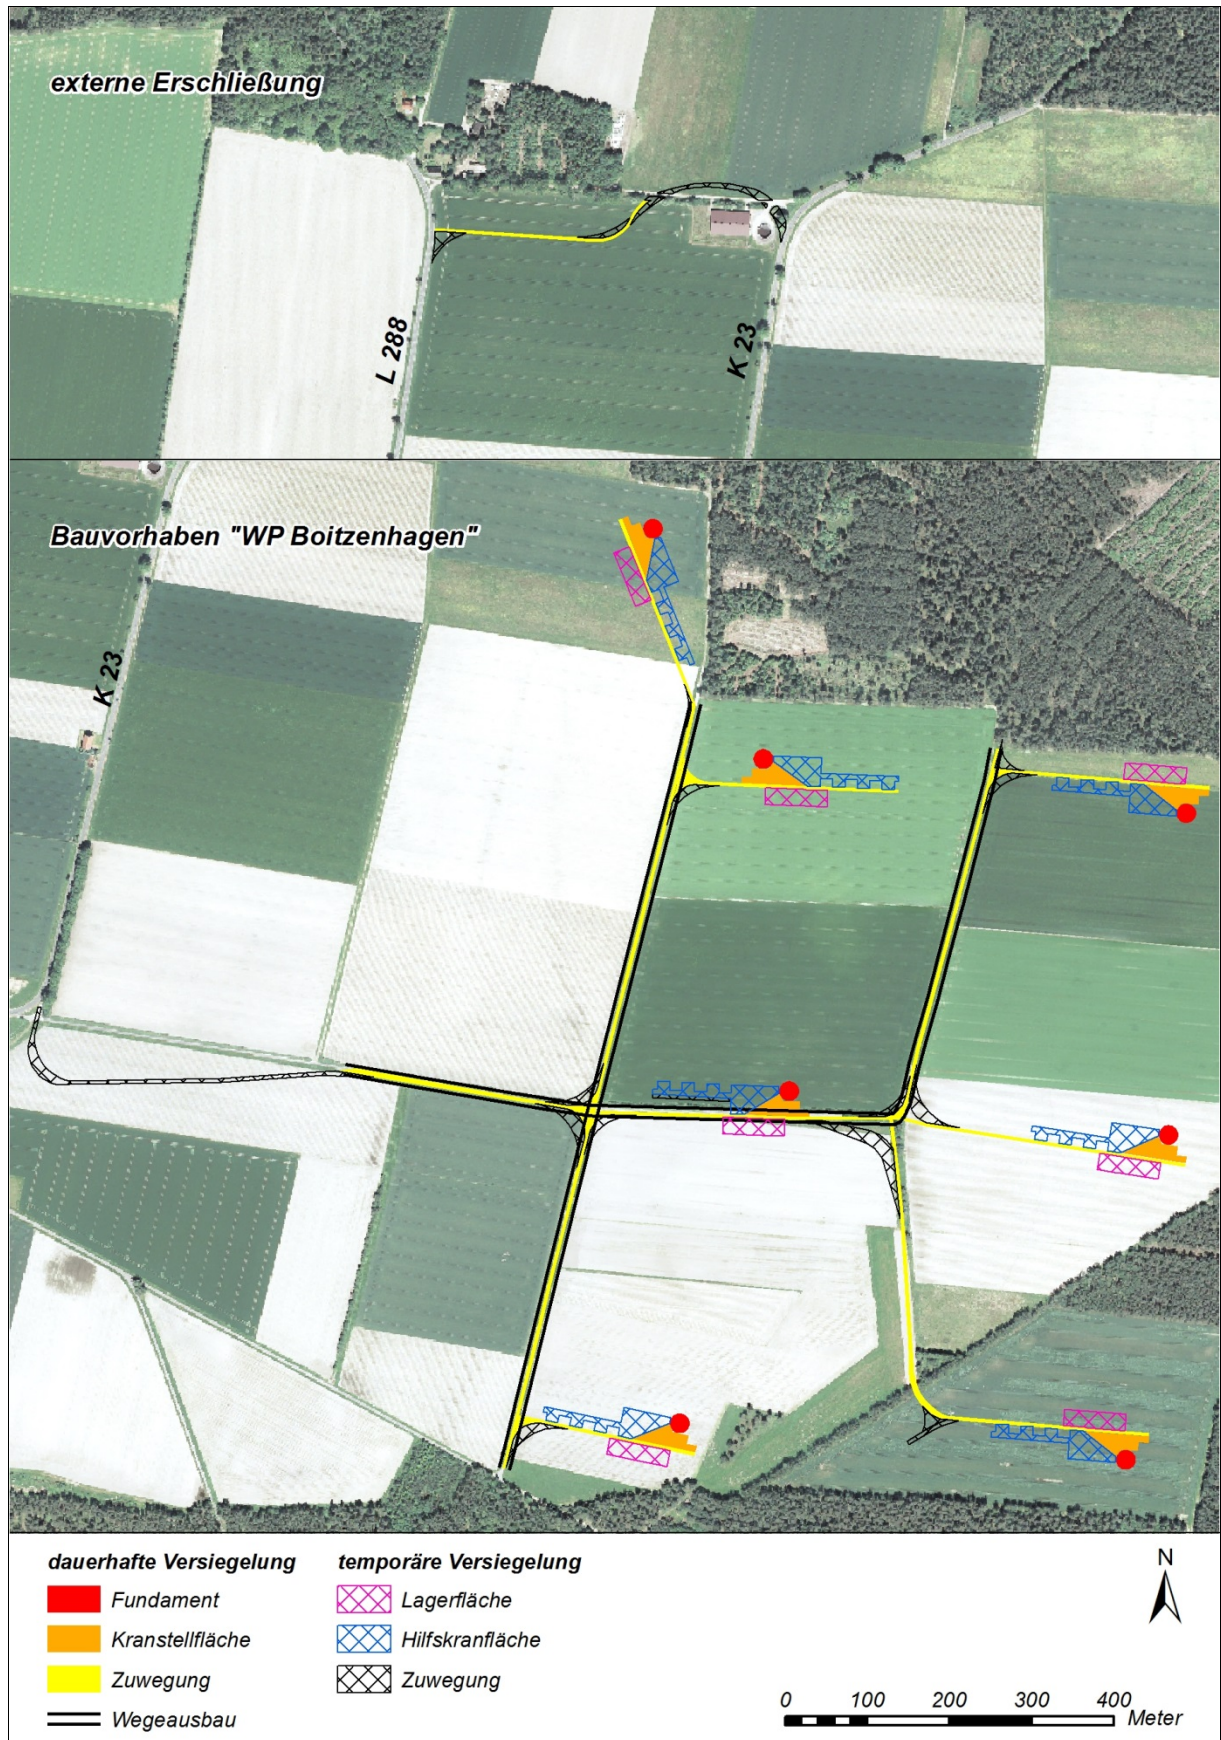 externe Erschließung
L 288
K 23
Bauvorhaben "WP Boitzenhagen"
K 23
dauerhafte Versiegelung
Fundament
Kranstellfläche
Zuwegung
Wegeausbau
temporäre Versiegelung
Lagerfläche
Hilfskranfläche
Zuwegung
N
0 100 200 300 400
Meter